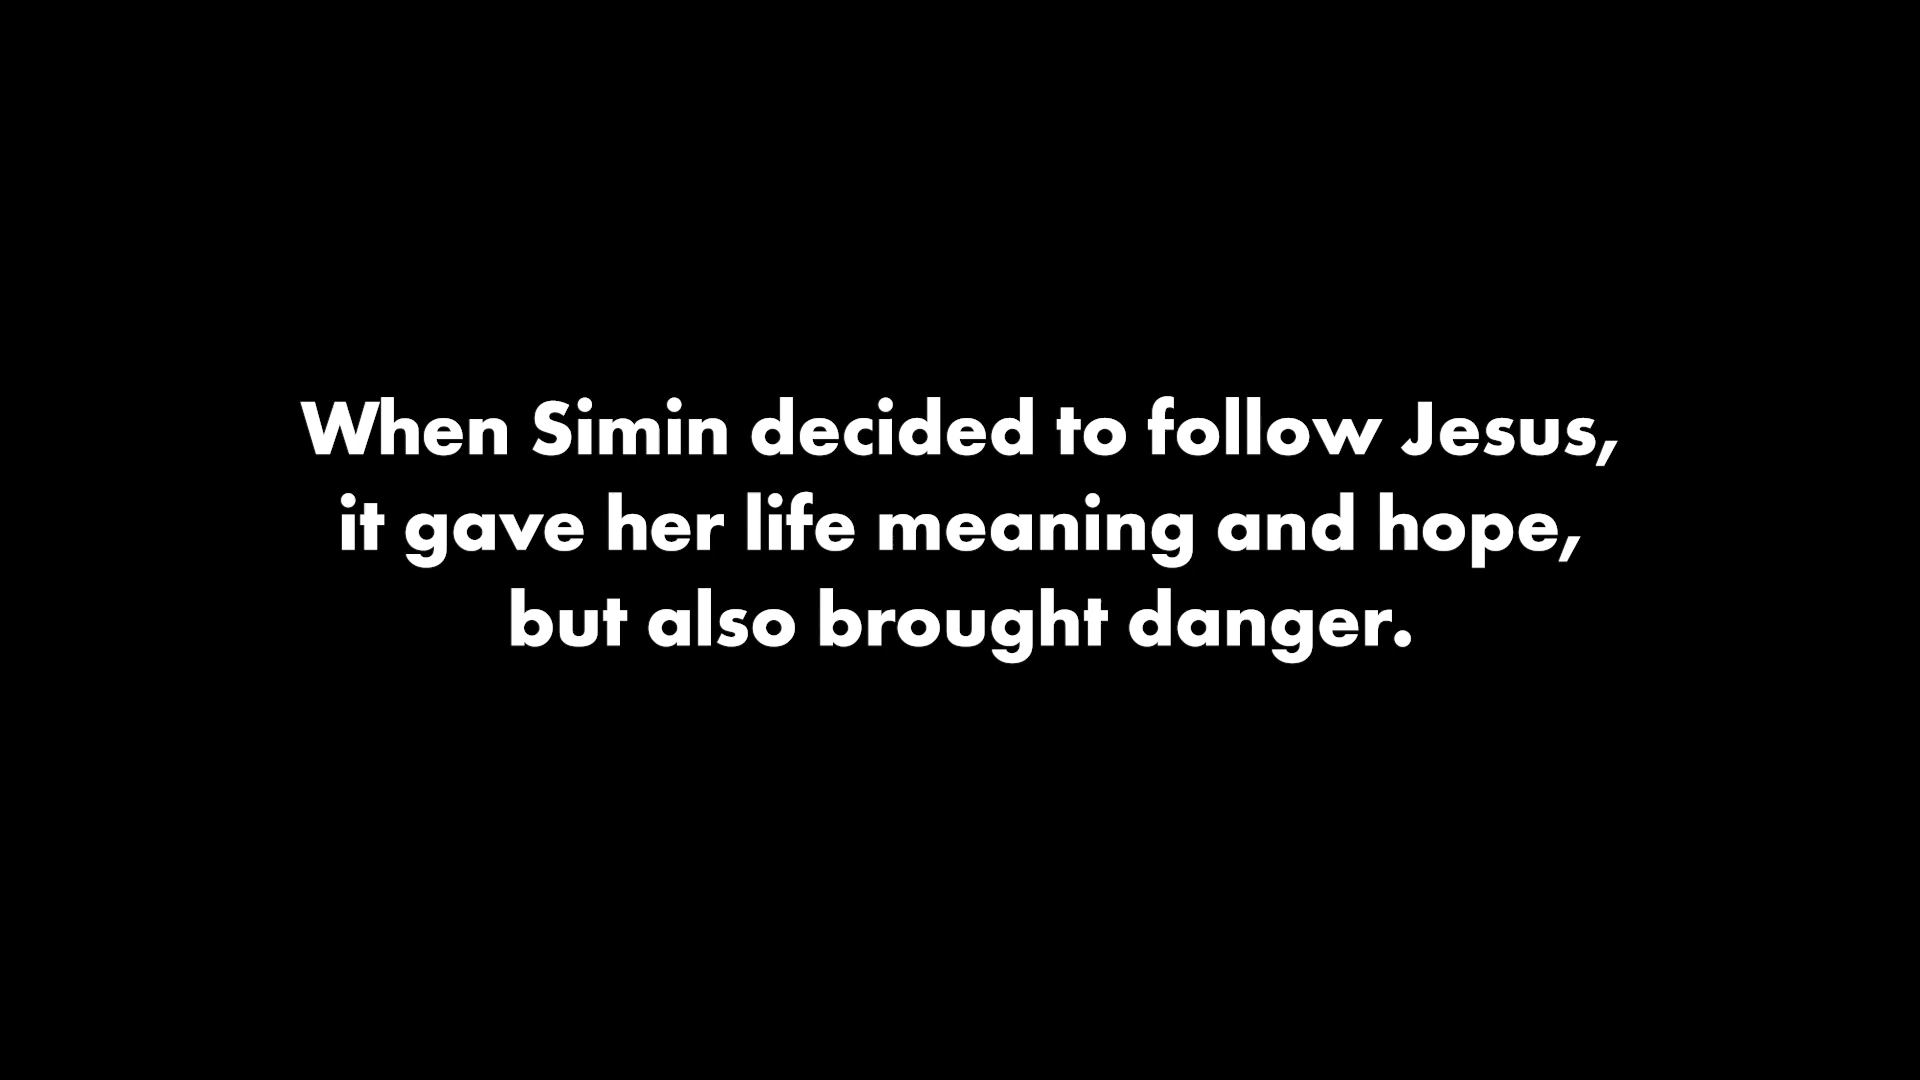 When Simin decided to follow Jesus,
it gave her life meaning and hope,
but also brought danger.